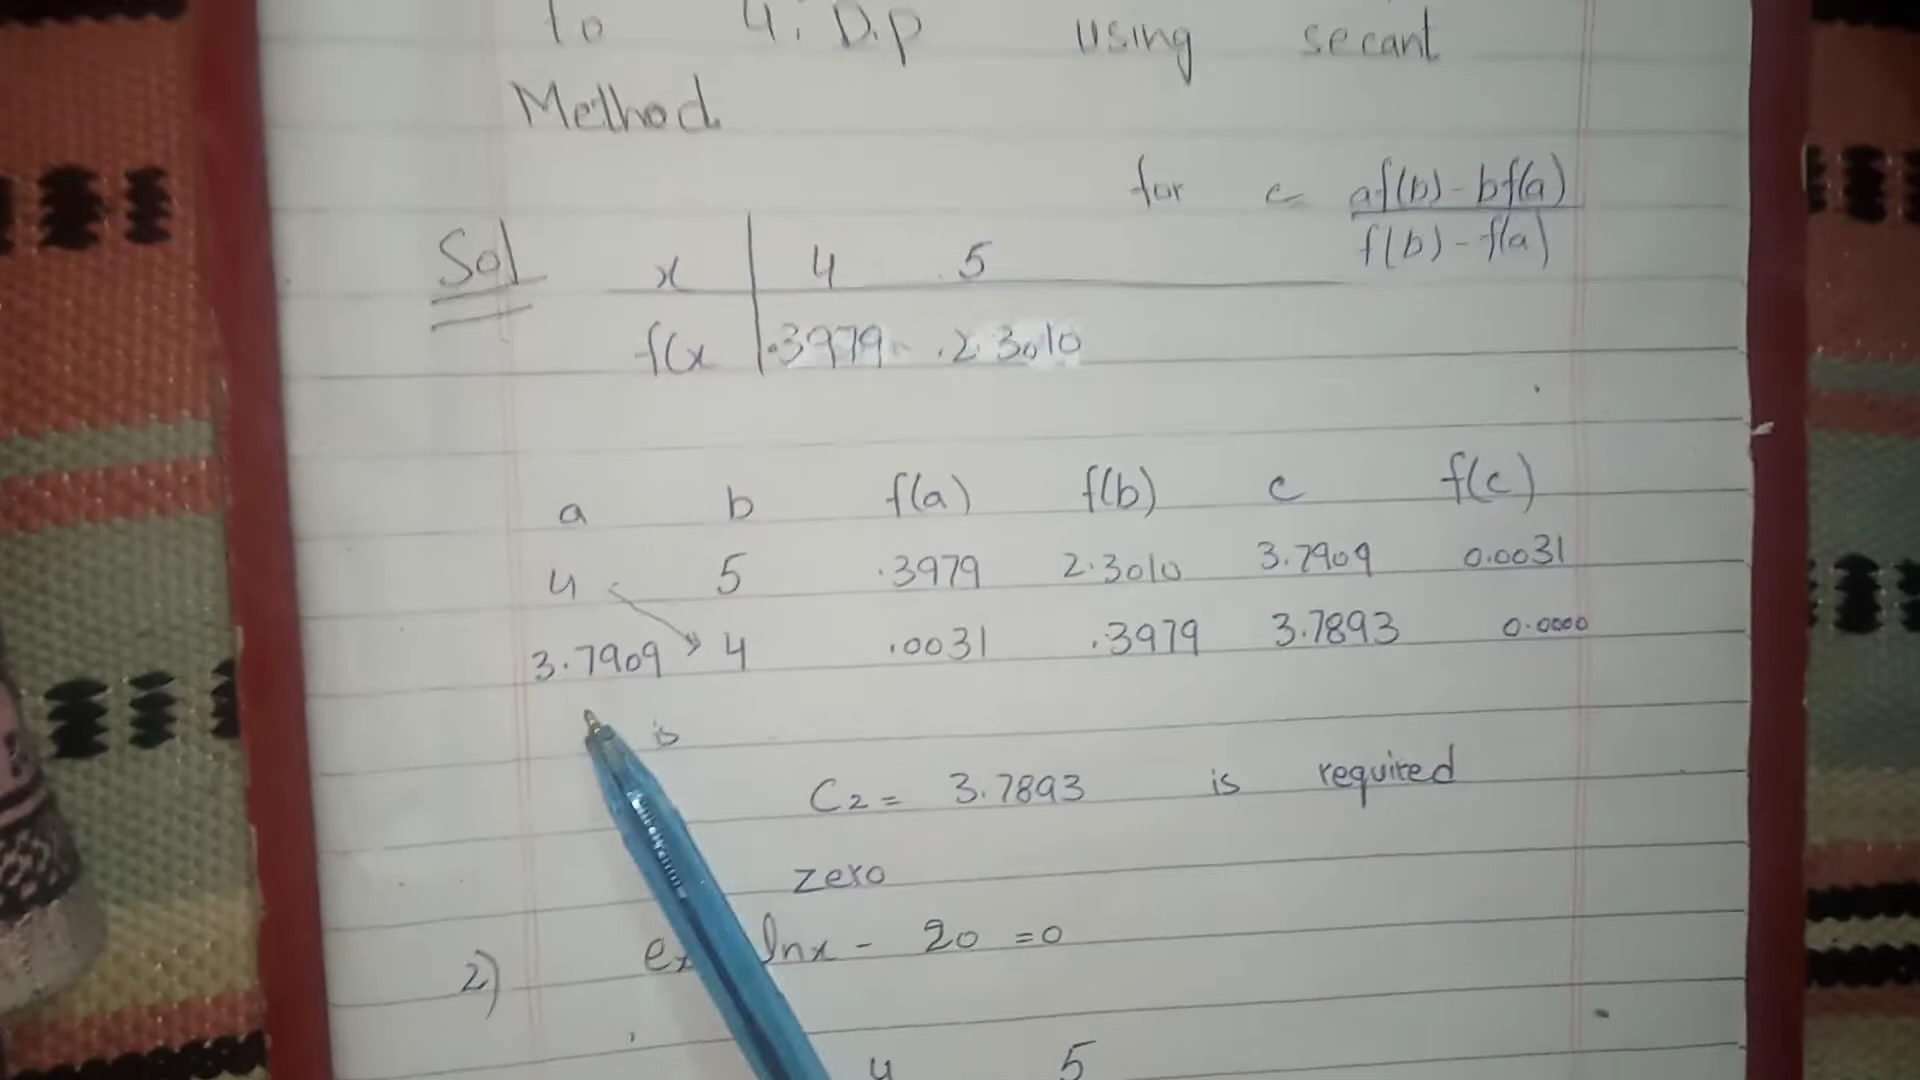 to 4. D.p using secant
Method
for c = af(b) - bf(a) / f(b) - f(a)
Sol x 4 5
f(x .3979 .2.3010
a b f(a) f(b) c f(c)
4 5 .3979 2.3010 3.7909 0.0031
3.7909 4 .0031 .3979 3.7893 0.0000
is
C2 = 3.7893 is required
zero
2) lnx - 20 = 0
4 5